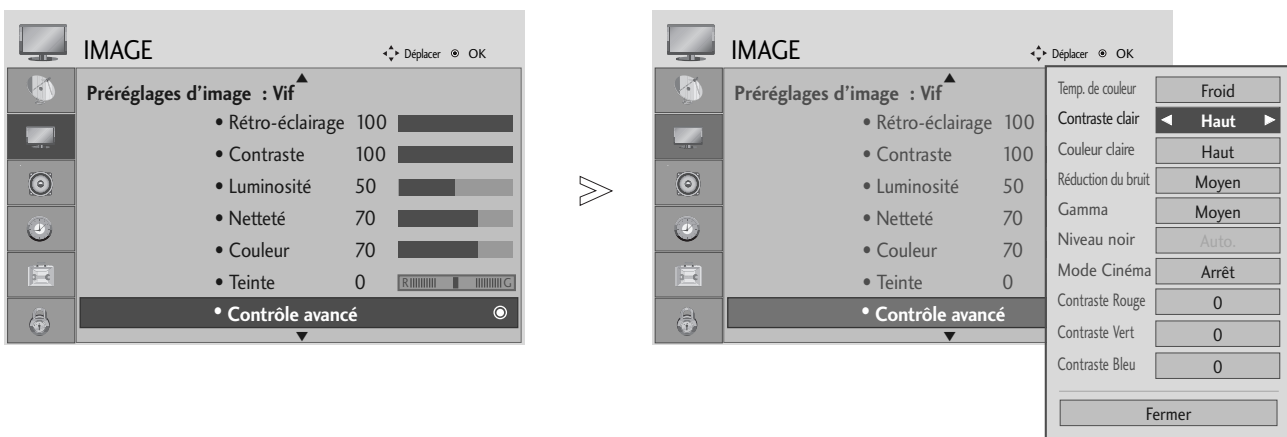 IMAGE
Déplacer OK
Préréglages d'image : Vif
• Rétro-éclairage 100
• Contraste 100
• Luminosité 50
• Netteté 70
• Couleur 70
• Teinte 0 R G
• Contrôle avancé
IMAGE
Déplacer OK
Préréglages d'image : Vif
• Rétro-éclairage 100
• Contraste 100
• Luminosité 50
• Netteté 70
• Couleur 70
• Teinte 0
• Contrôle avancé
Temp. de couleur Froid
Contraste clair Haut
Couleur claire Haut
Réduction du bruit Moyen
Gamma Moyen
Niveau noir Auto.
Mode Cinéma Arrêt
Contraste Rouge 0
Contraste Vert 0
Contraste Bleu 0
Fermer